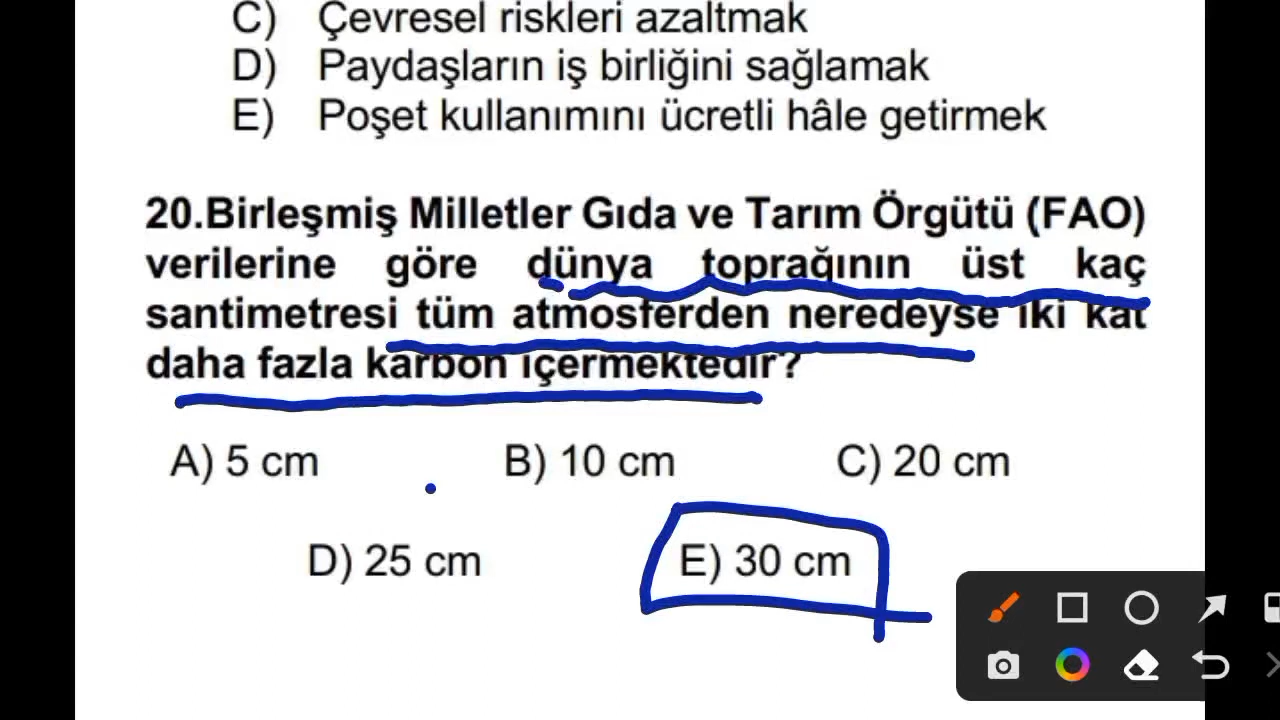 C) Çevresel riskleri azaltmak
D) Paydaşların iş birliğini sağlamak
E) Poşet kullanımını ücretli hâle getirmek
20.Birleşmiş Milletler Gıda ve Tarım Örgütü (FAO)
verilerine göre dünya toprağının üst kaç
santimetresi tüm atmosferden neredeyse iki kat
daha fazla karbon içermektedir?
A) 5 cm B) 10 cm C) 20 cm
D) 25 cm E) 30 cm